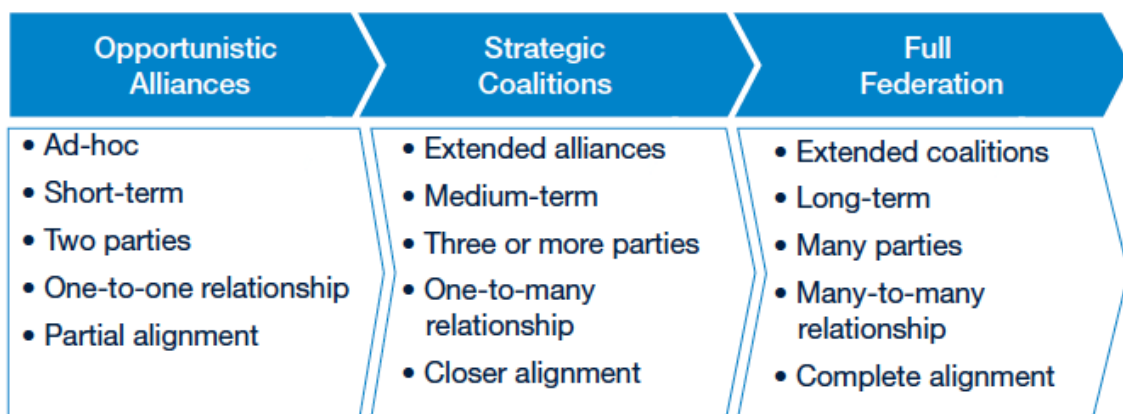 Opportunistic
Alliances
• Ad-hoc
• Short-term
• Two parties
• One-to-one relationship
• Partial alignment
Strategic
Coalitions
• Extended alliances
• Medium-term
• Three or more parties
• One-to-many
relationship
• Closer alignment
Full
Federation
• Extended coalitions
• Long-term
• Many parties
• Many-to-many
relationship
• Complete alignment